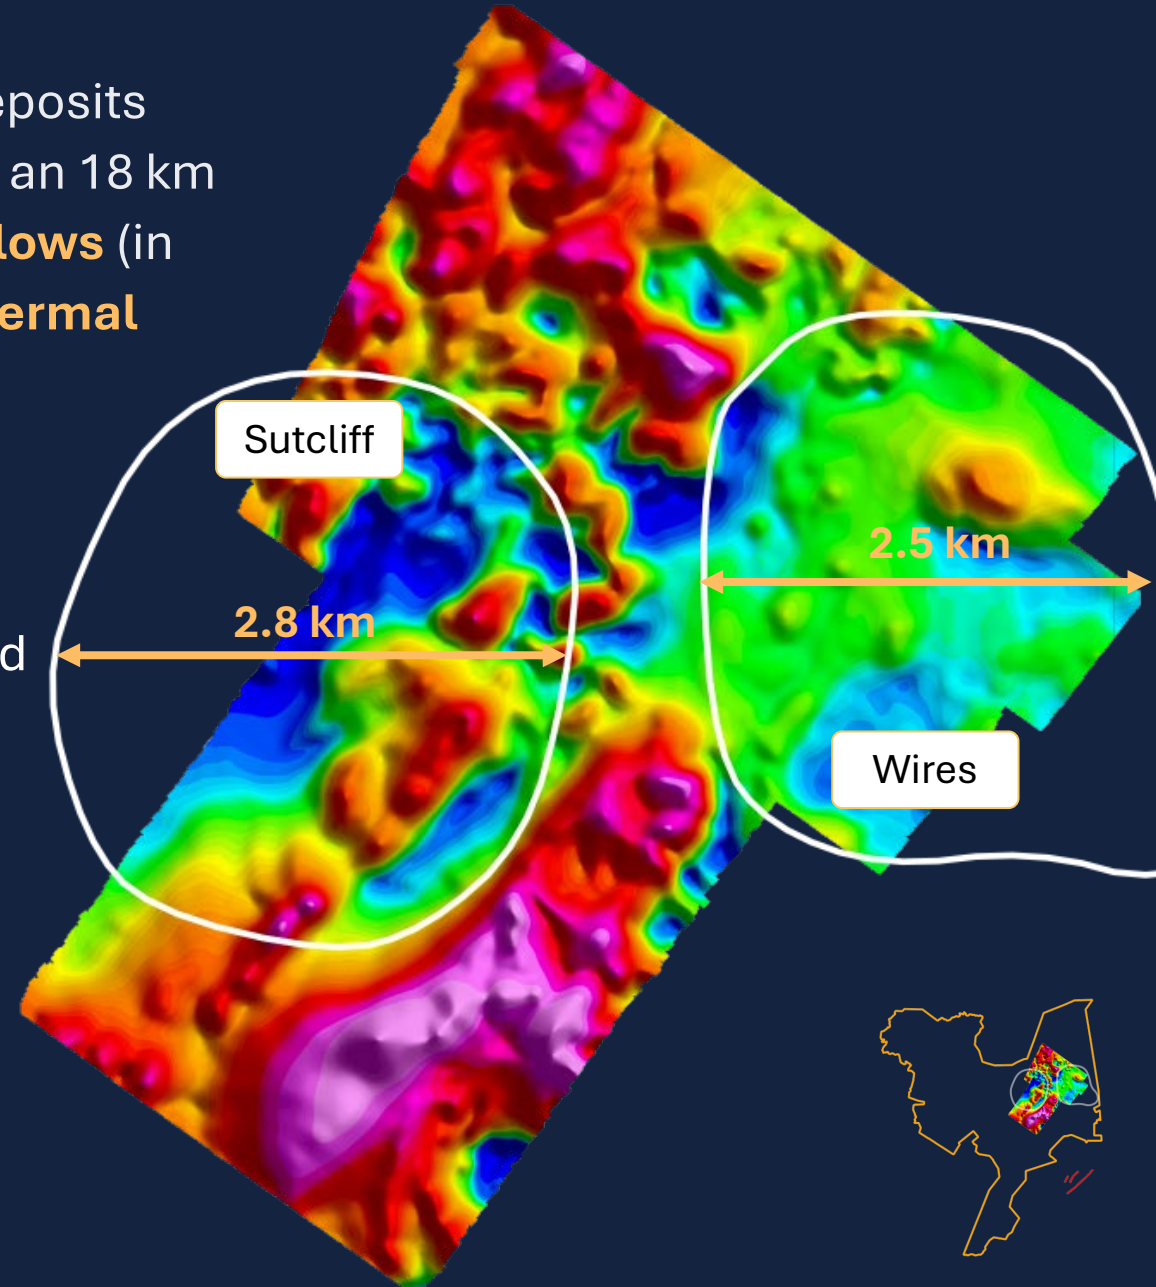 eposits
an 18 km
lows (in
ermal
Sutcliff
2.5 km
2.8 km
d
Wires